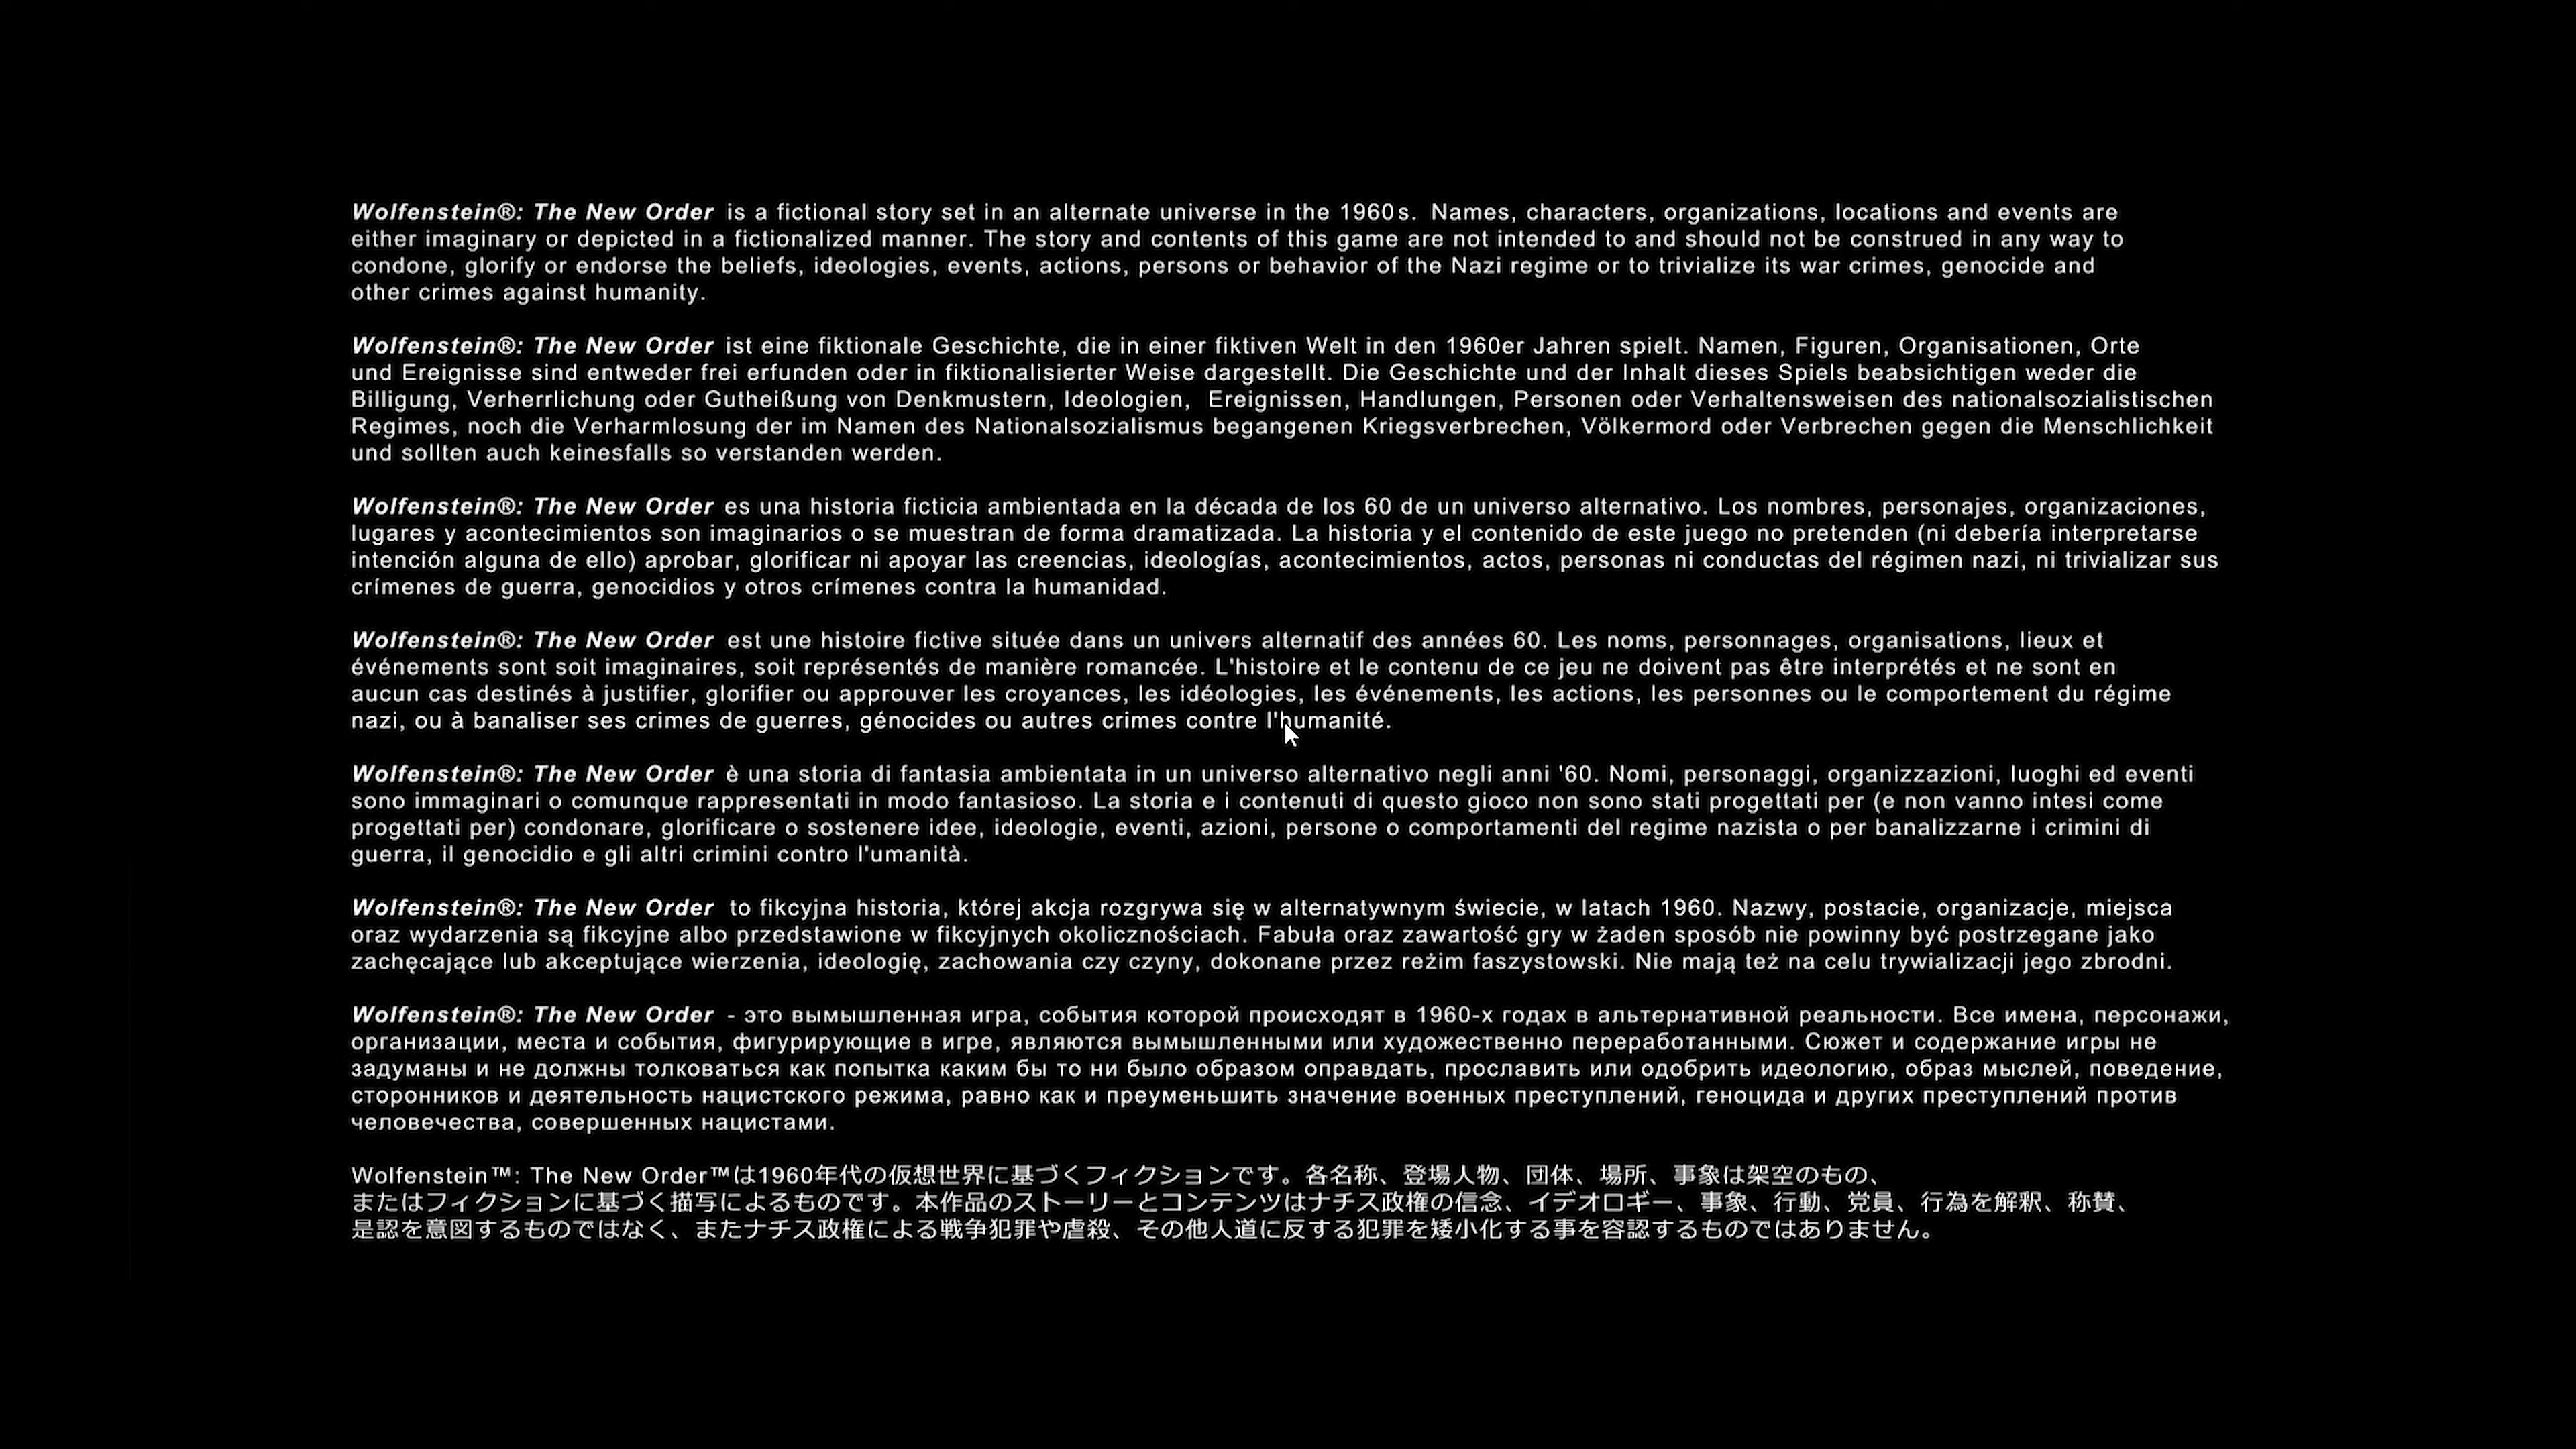 Wolfenstein®: The New Order is a fictional story set in an alternate universe in the 1960s. Names, characters, organizations, locations and events are
either imaginary or depicted in a fictionalized manner. The story and contents of this game are not intended to and should not be construed in any way to
condone, glorify or endorse the beliefs, ideologies, events, actions, persons or behavior of the Nazi regime or to trivialize its war crimes, genocide and
other crimes against humanity.
Wolfenstein®: The New Order ist eine fiktionale Geschichte, die in einer fiktiven Welt in den 1960er Jahren spielt. Namen, Figuren, Organisationen, Orte
und Ereignisse sind entweder frei erfunden oder in fiktionalisierter Weise dargestellt. Die Geschichte und der Inhalt dieses Spiels beabsichtigen weder die
Billigung, Verherrlichung oder Gutheißung von Denkmustern, Ideologien, Ereignissen, Handlungen, Personen oder Verhaltensweisen des nationalsozialistischen
Regimes, noch die Verharmlosung der im Namen des Nationalsozialismus begangenen Kriegsverbrechen, Völkermord oder Verbrechen gegen die Menschlichkeit
und sollten auch keinesfalls so verstanden werden.
Wolfenstein®: The New Order es una historia ficticia ambientada en la década de los 60 de un universo alternativo. Los nombres, personajes, organizaciones,
lugares y acontecimientos son imaginarios o se muestran de forma dramatizada. La historia y el contenido de este juego no pretenden (ni debería interpretarse
intención alguna de ello) aprobar, glorificar ni apoyar las creencias, ideologías, acontecimientos, actos, personas ni conductas del régimen nazi, ni trivializar sus
crímenes de guerra, genocidios y otros crímenes contra la humanidad.
Wolfenstein®: The New Order est une histoire fictive située dans un univers alternatif des années 60. Les noms, personnages, organisations, lieux et
événements sont soit imaginaires, soit représentés de manière romancée. L'histoire et le contenu de ce jeu ne doivent pas être interprétés et ne sont en
aucun cas destinés à justifier, glorifier ou approuver les croyances, les idéologies, les événements, les actions, les personnes ou le comportement du régime
nazi, ou à banaliser ses crimes de guerres, génocides ou autres crimes contre l'humanité.
Wolfenstein®: The New Order è una storia di fantasia ambientata in un universo alternativo negli anni '60. Nomi, personaggi, organizzazioni, luoghi ed eventi
sono immaginari o comunque rappresentati in modo fantasioso. La storia e i contenuti di questo gioco non sono stati progettati per (e non vanno intesi come
progettati per) condonare, glorificare o sostenere idee, ideologie, eventi, azioni, persone o comportamenti del regime nazista o per banalizzarne i crimini di
guerra, il genocidio e gli altri crimini contro l'umanità.
Wolfenstein®: The New Order to fikcyjna historia, której akcja rozgrywa się w alternatywnym świecie, w latach 1960. Nazwy, postacie, organizacje, miejsca
oraz wydarzenia są fikcyjne albo przedstawione w fikcyjnych okolicznościach. Fabuła oraz zawartość gry w żaden sposób nie powinny być postrzegane jako
zachęcające lub akceptujące wierzenia, ideologię, zachowania czy czyny, dokonane przez reżim faszystowski. Nie mają też na celu trywializacji jego zbrodni.
Wolfenstein®: The New Order - это вымышленная игра, события которой происходят в 1960-х годах в альтернативной реальности. Все имена, персонажи,
организации, места и события, фигурирующие в игре, являются вымышленными или художественно переработанными. Сюжет и содержание игры не
задуманы и не должны толковаться как попытка каким бы то ни было образом оправдать, прославить или одобрить идеологию, образ мыслей, поведение,
сторонников и деятельность нацистского режима, равно как и преуменьшить значение военных преступлений, геноцида и других преступлений против
человечества, совершенных нацистами.
Wolfenstein™: The New Order™は1960年代の仮想世界に基づくフィクションです。各名称、登場人物、団体、場所、事象は架空のもの、
またはフィクションに基づく描写によるものです。本作品のストーリーとコンテンツはナチス政権の信念、イデオロギー、事象、行動、党員、行為を解釈、称賛、
是認を意図するものではなく、またナチス政権による戦争犯罪や虐殺、その他人道に反する犯罪を矮小化する事を容認するものではありません。